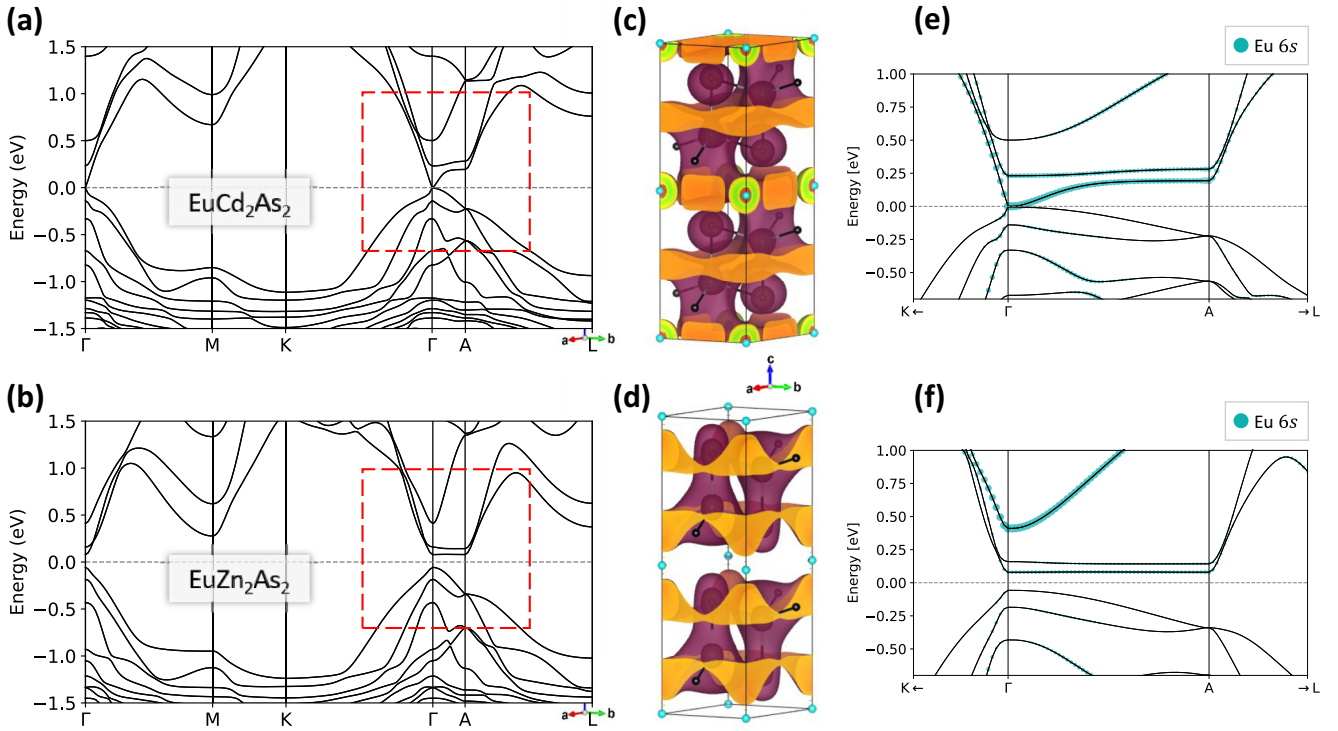 (a)
1.5
1.0
0.5
0.0
−0.5
−1.0
−1.5
Energy (eV)
EuCd₂As₂
Γ
M
K
Γ
A
L
a
b
(b)
1.5
1.0
0.5
0.0
−0.5
−1.0
−1.5
Energy (eV)
EuZn₂As₂
Γ
M
K
Γ
A
L
a
b
(c)
c
a
b
(d)
(e)
Eu 6s
1.00
0.75
0.50
0.25
0.00
−0.25
−0.50
Energy [eV]
K←
Γ
A
→L
(f)
Eu 6s
1.00
0.75
0.50
0.25
0.00
−0.25
−0.50
Energy [eV]
K←
Γ
A
→L